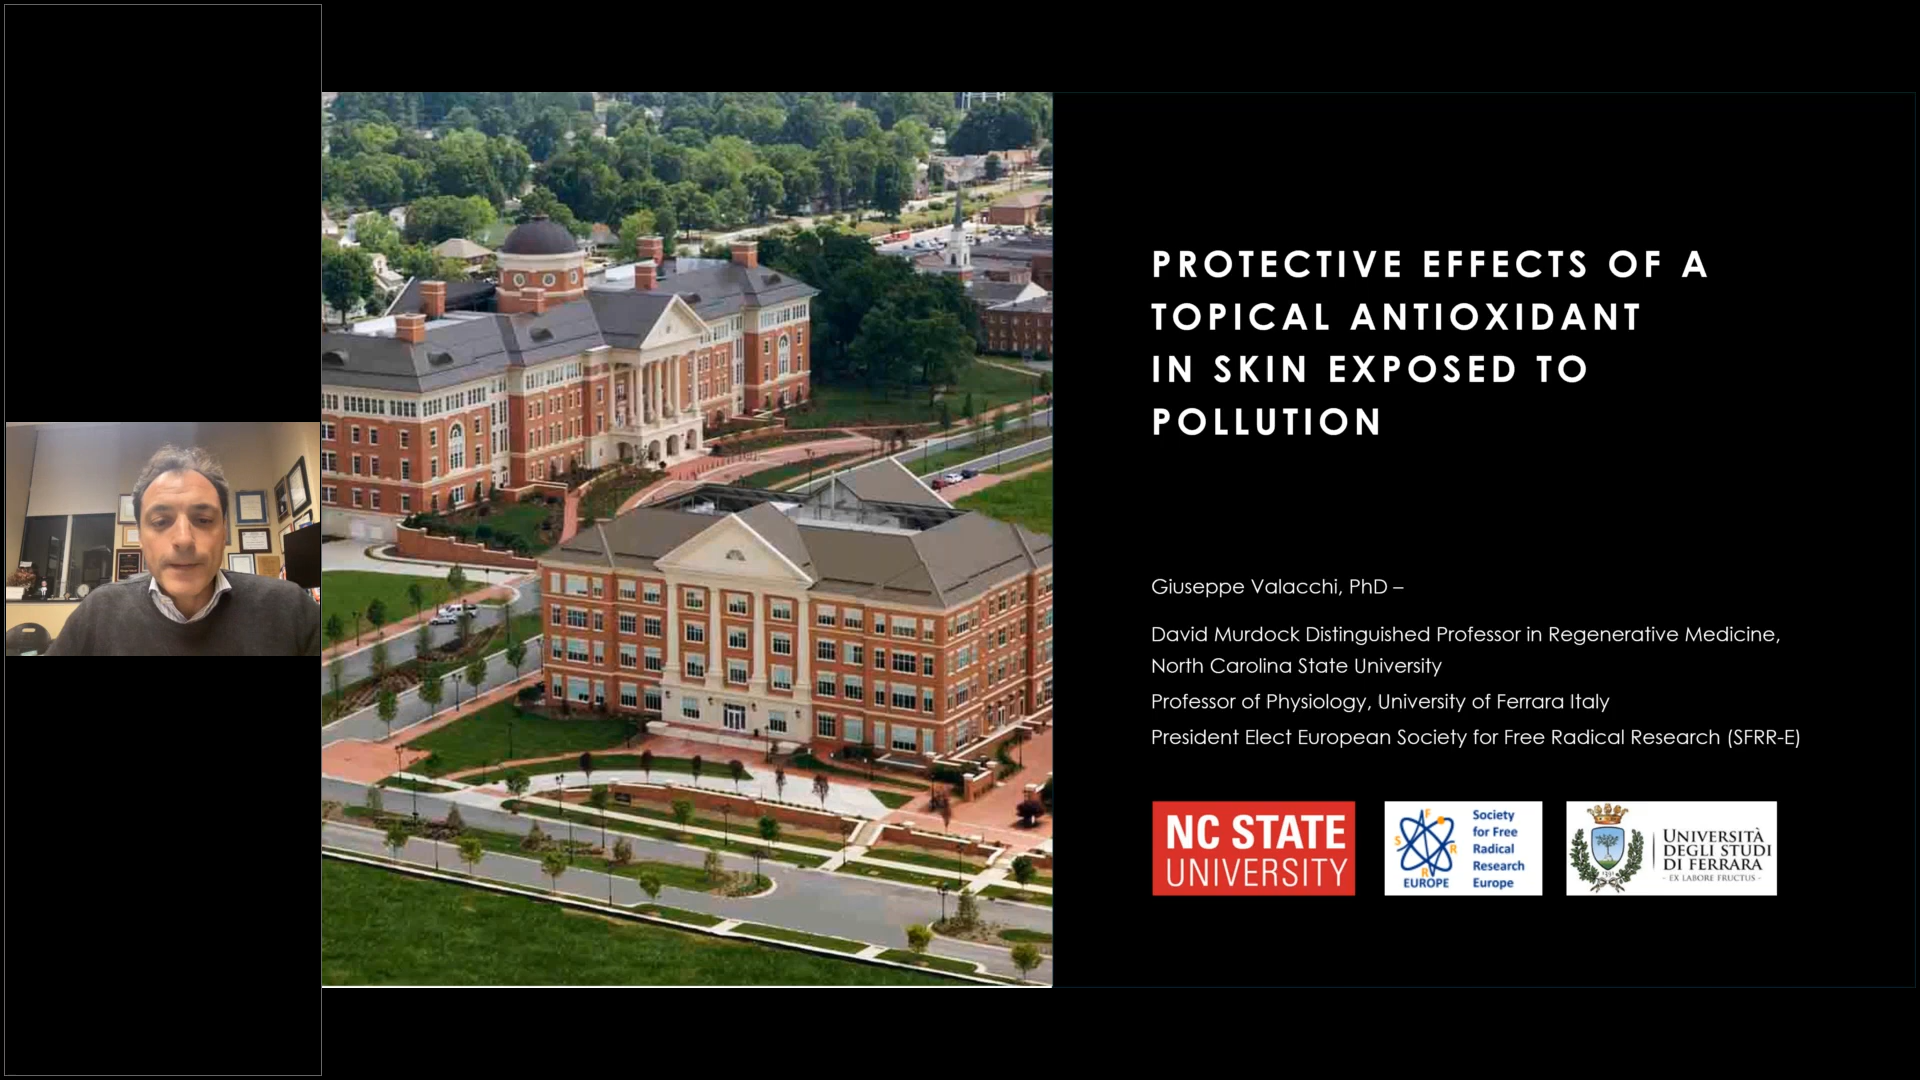 PROTECTIVE EFFECTS OF A
TOPICAL ANTIOXIDANT
IN SKIN EXPOSED TO
POLLUTION
Giuseppe Valacchi, PhD –
David Murdock Distinguished Professor in Regenerative Medicine,
North Carolina State University
Professor of Physiology, University of Ferrara Italy
President Elect European Society for Free Radical Research (SFRR-E)
NC STATE
UNIVERSITY
S F R R
EUROPE
Society
for Free
Radical
Research
Europe
UNIVERSITÀ
DEGLI STUDI
DI FERRARA
- EX LABORE FRUCTUS -